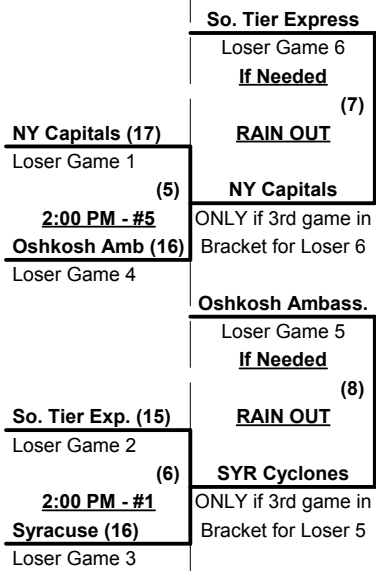 So. Tier Express
Loser Game 6
If Needed
(7)
RAIN OUT
NY Capitals (17)
Loser Game 1
(5)
2:00 PM - #5
Oshkosh Amb (16)
Loser Game 4
NY Capitals
ONLY if 3rd game in
Bracket for Loser 6
Oshkosh Ambass.
Loser Game 5
If Needed
(8)
RAIN OUT
So. Tier Exp. (15)
Loser Game 2
(6)
2:00 PM - #1
Syracuse (16)
Loser Game 3
SYR Cyclones
ONLY if 3rd game in
Bracket for Loser 5